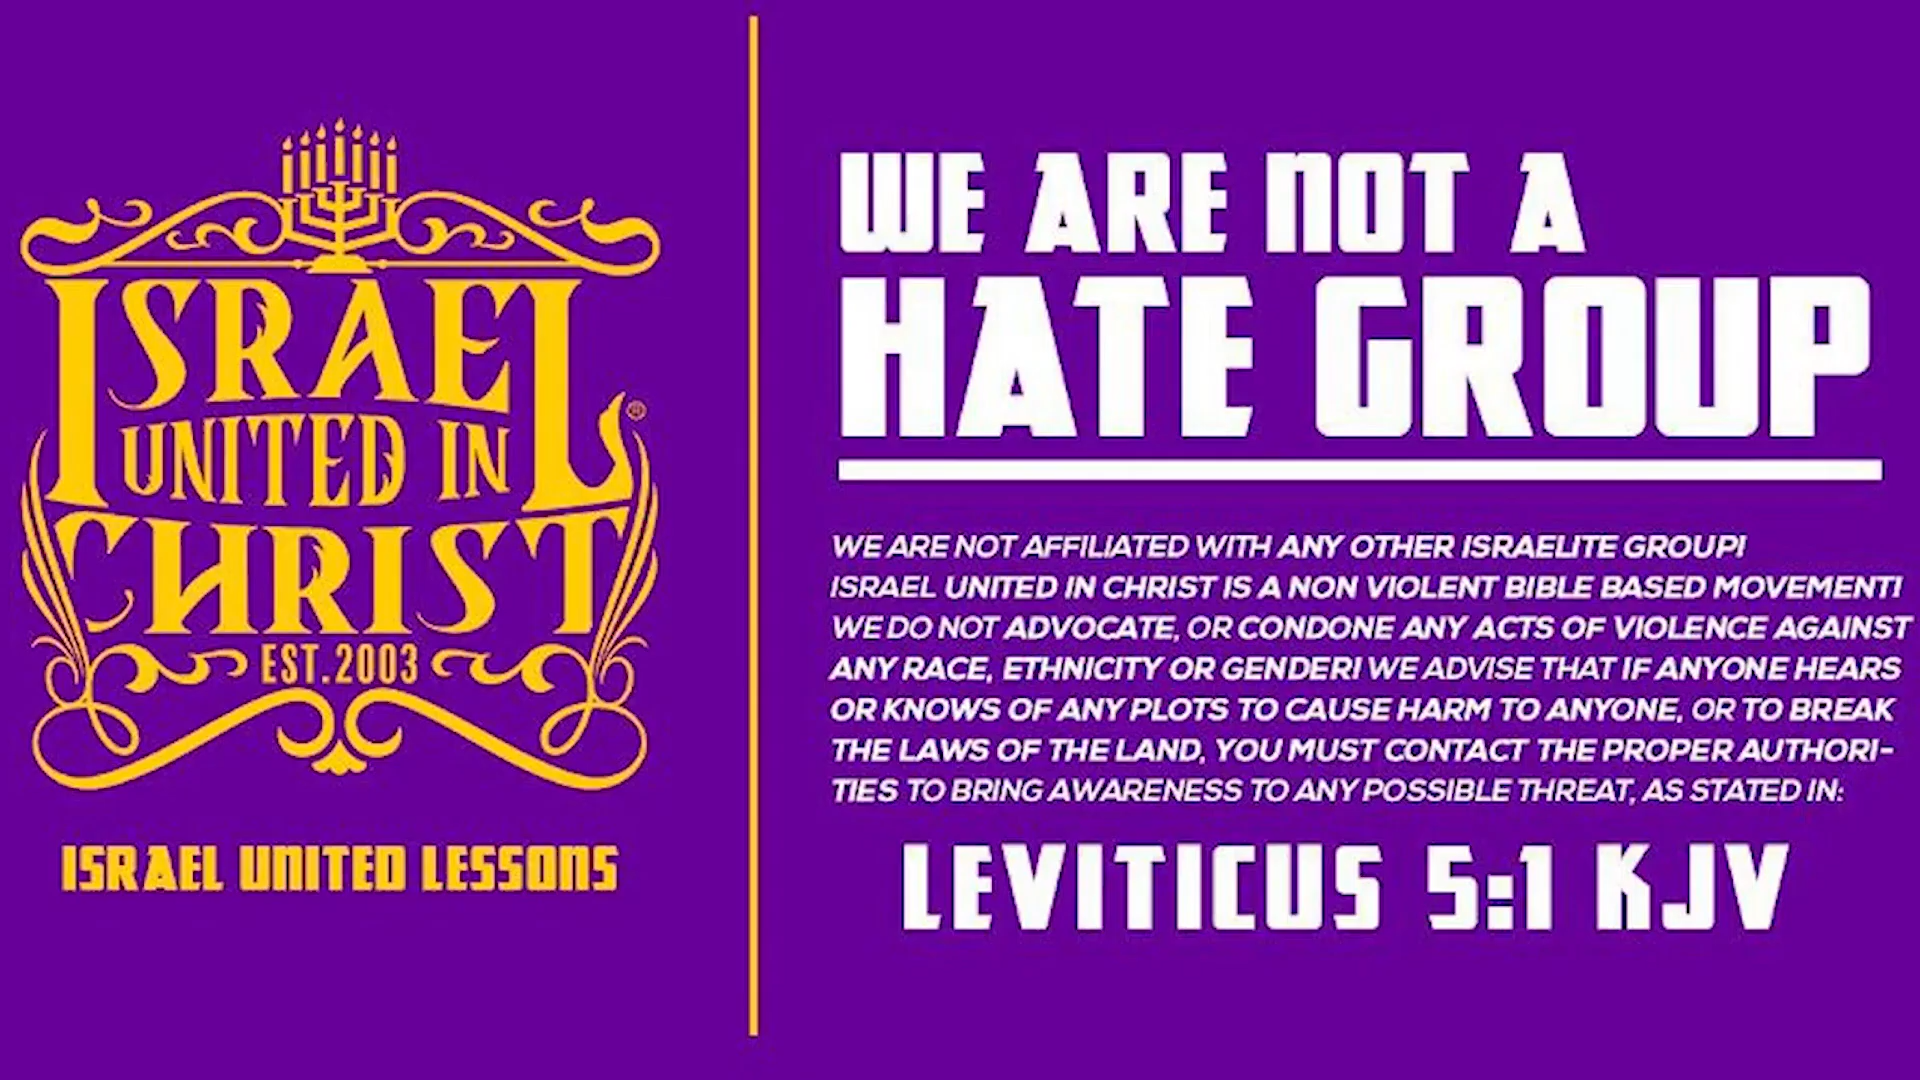 ISRAEL
UNITED IN
CHRIST
®
EST.2003
ISRAEL UNITED LESSONS
WE ARE NOT A
HATE GROUP
WE ARE NOT AFFILIATED WITH ANY OTHER ISRAELITE GROUP!
ISRAEL UNITED IN CHRIST IS A NON VIOLENT BIBLE BASED MOVEMENT!
WE DO NOT ADVOCATE, OR CONDONE ANY ACTS OF VIOLENCE AGAINST
ANY RACE, ETHNICITY OR GENDER! WE ADVISE THAT IF ANYONE HEARS
OR KNOWS OF ANY PLOTS TO CAUSE HARM TO ANYONE, OR TO BREAK
THE LAWS OF THE LAND, YOU MUST CONTACT THE PROPER AUTHORI-
TIES TO BRING AWARENESS TO ANY POSSIBLE THREAT, AS STATED IN:
LEVITICUS 5:1 KJV